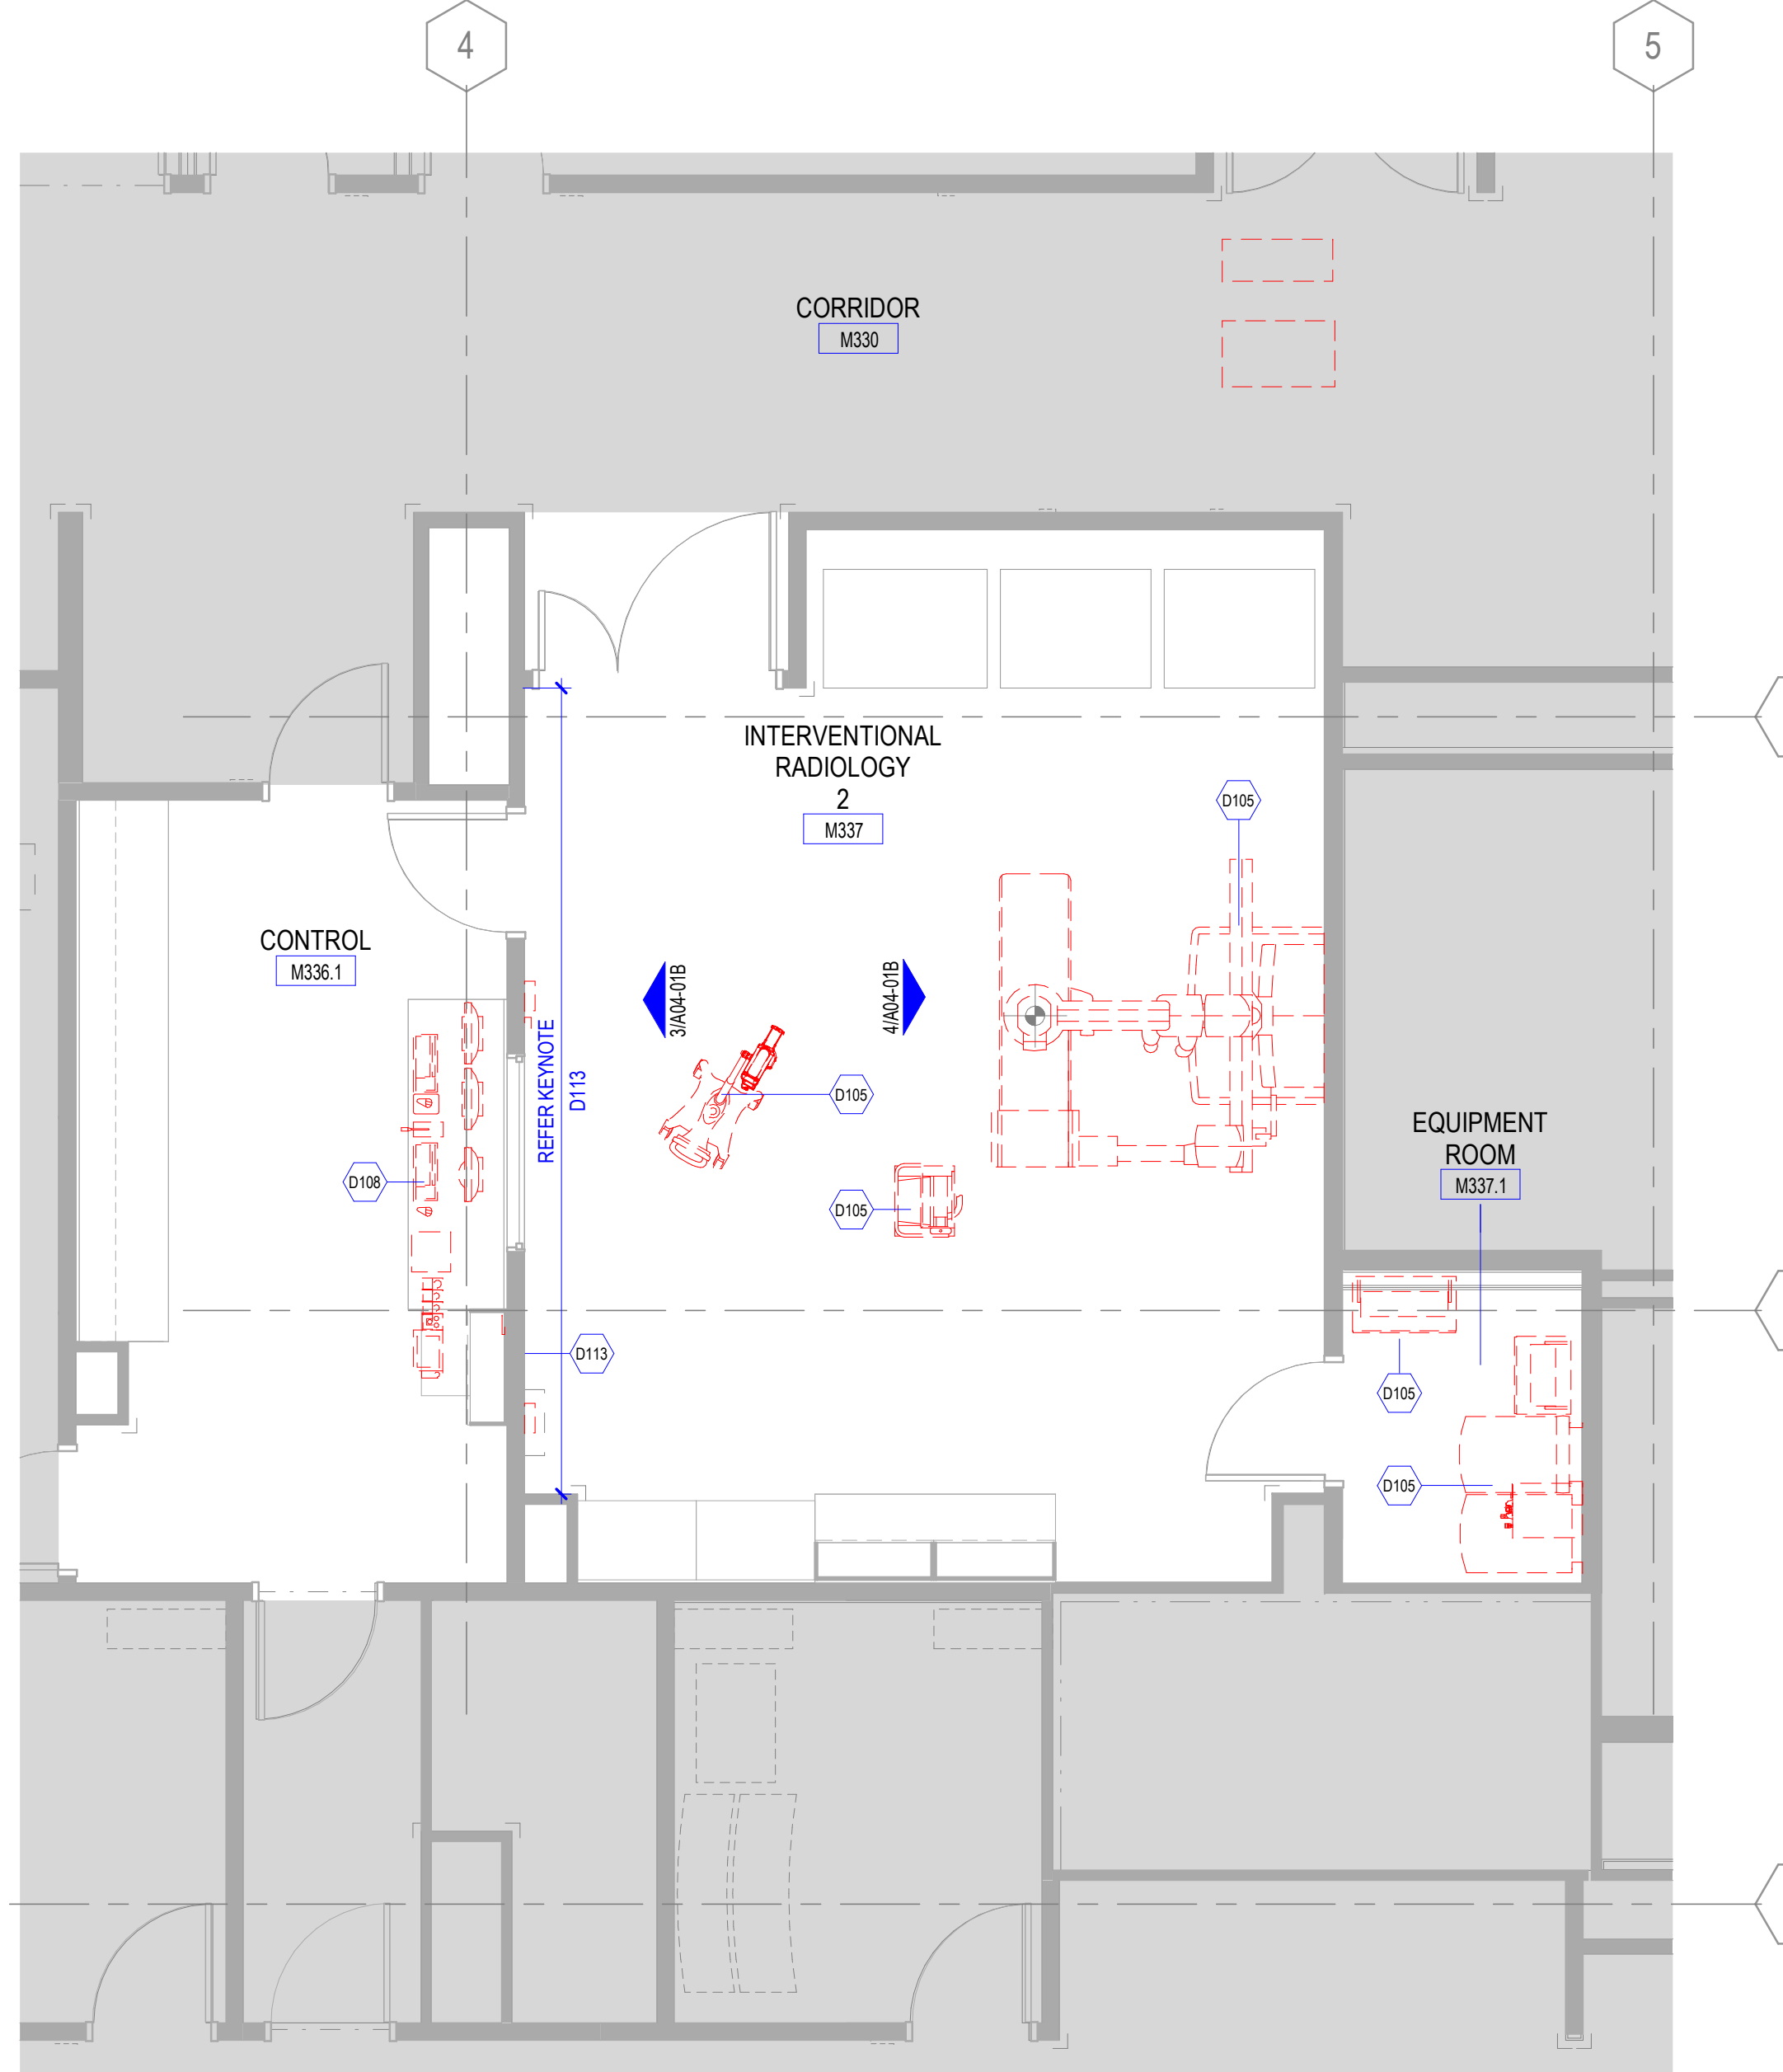 4
5
CORRIDOR
M330
INTERVENTIONAL
RADIOLOGY
2
M337
D105
CONTROL
M336.1
3/A04-01B
4/A04-01B
REFER KEYNOTE
D113
D105
EQUIPMENT
ROOM
M337.1
D108
D105
D113
D105
D105